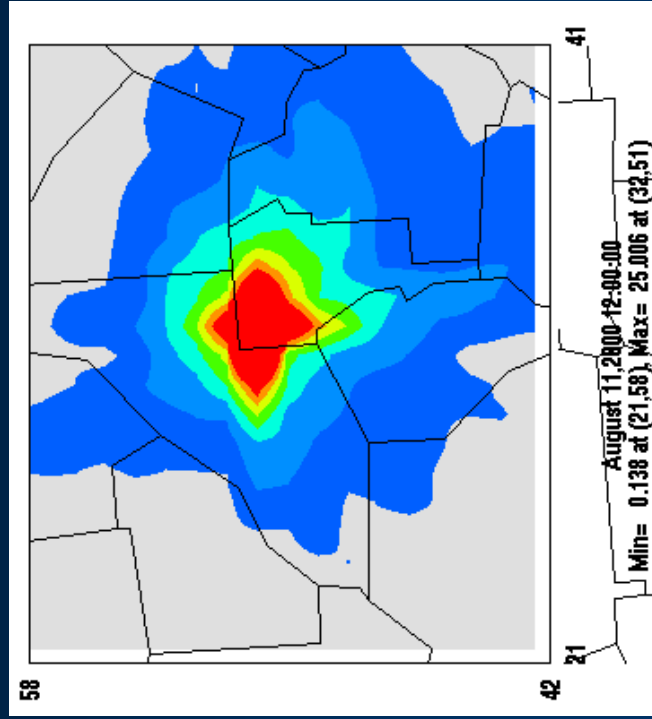 58
42
21
41
August 11,2000 12:00:00
Min= 0.138 at (21,58), Max= 25.006 at (32,51)